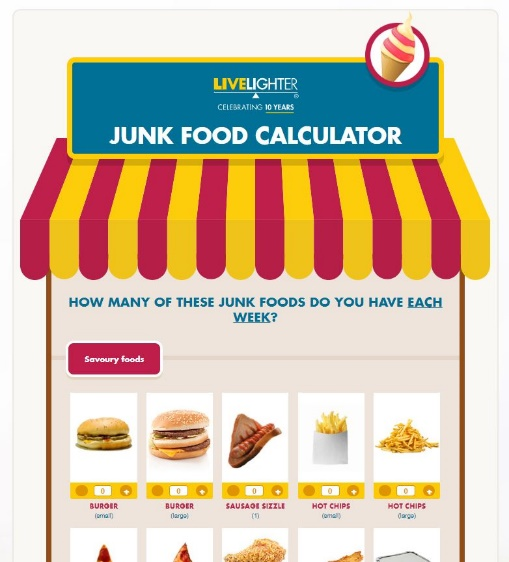 LIVELIGHTER®
CELEBRATING 10 YEARS
JUNK FOOD CALCULATOR
HOW MANY OF THESE JUNK FOODS DO YOU HAVE EACH
WEEK?
Savoury foods
0 0 0 0 0
BURGER BURGER SAUSAGE SIZZLE HOT CHIPS HOT CHIPS
(small) (large) (1) (small) (large)